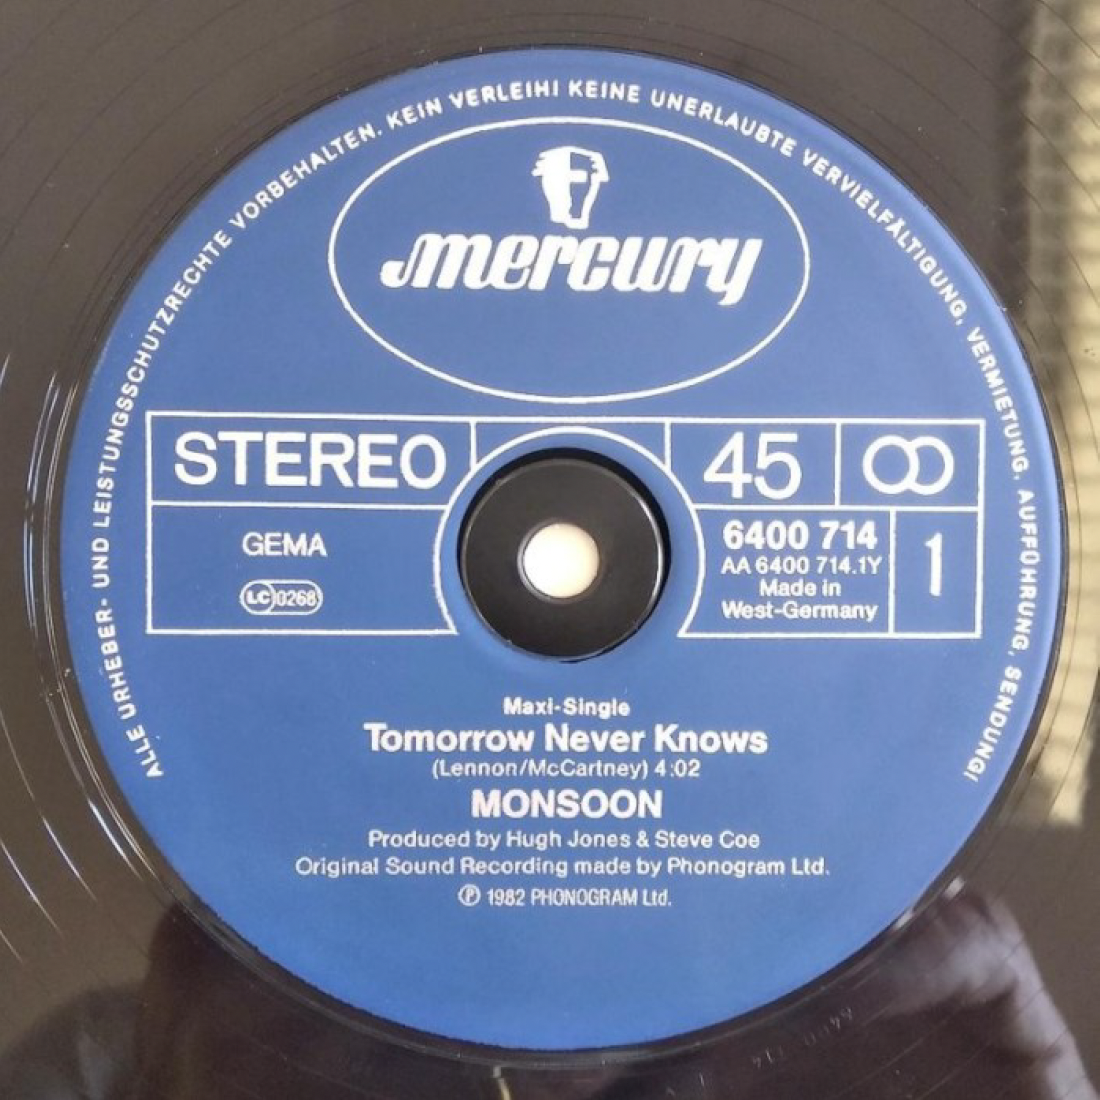 ALLE URHEBER- UND LEISTUNGSSCHUTZRECHTE VORBEHALTEN. KEIN VERLEIH! KEINE UNERLAUBTE VERVIELFÄLTIGUNG, VERMIETUNG, AUFFÜHRUNG, SENDUNG!
mercury
STEREO
45
GEMA
LC 0268
6400 714
AA 6400 714.1Y
Made in
West-Germany
1
Maxi-Single
Tomorrow Never Knows
(Lennon/McCartney) 4:02
MONSOON
Produced by Hugh Jones & Steve Coe
Original Sound Recording made by Phonogram Ltd.
℗ 1982 PHONOGRAM Ltd.